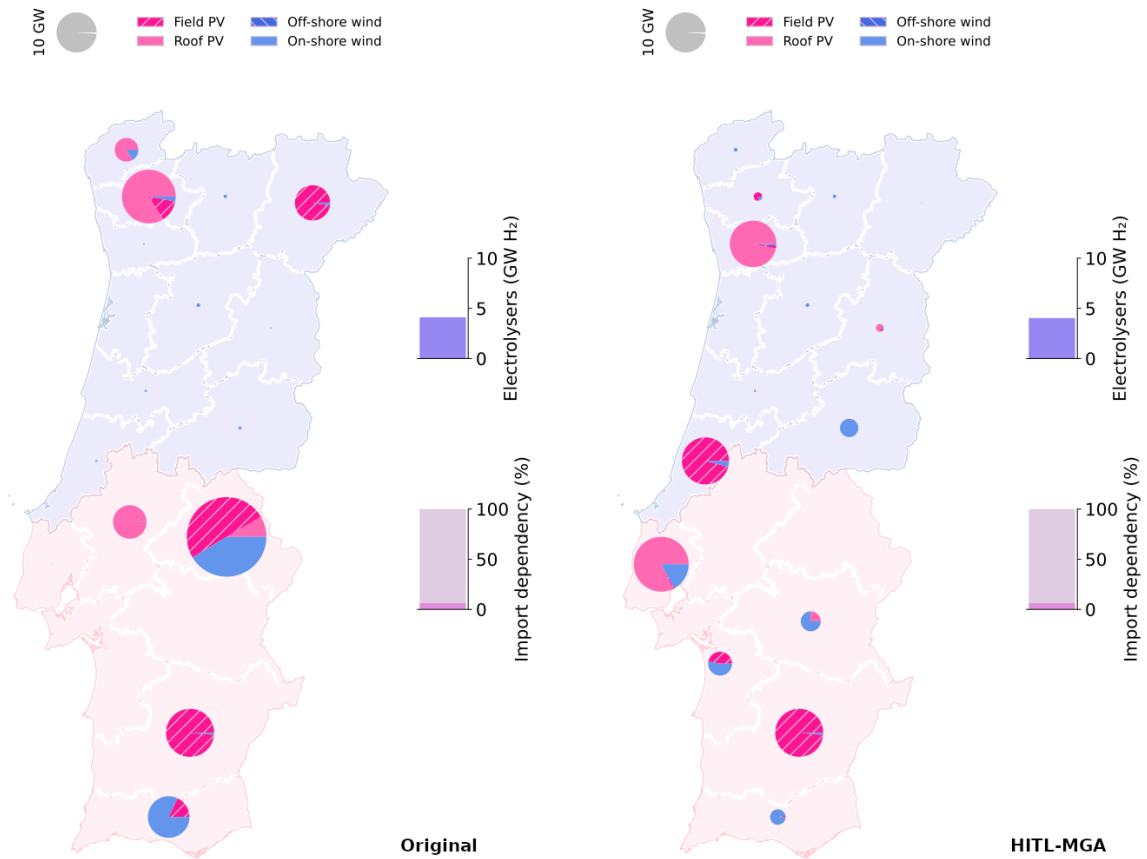 10 GW
Field PV
Roof PV
Off-shore wind
On-shore wind
10
5
0
Electrolysers (GW H₂)
100
50
0
Import dependency (%)
Original
10 GW
Field PV
Roof PV
Off-shore wind
On-shore wind
10
5
0
Electrolysers (GW H₂)
100
50
0
Import dependency (%)
HITL-MGA